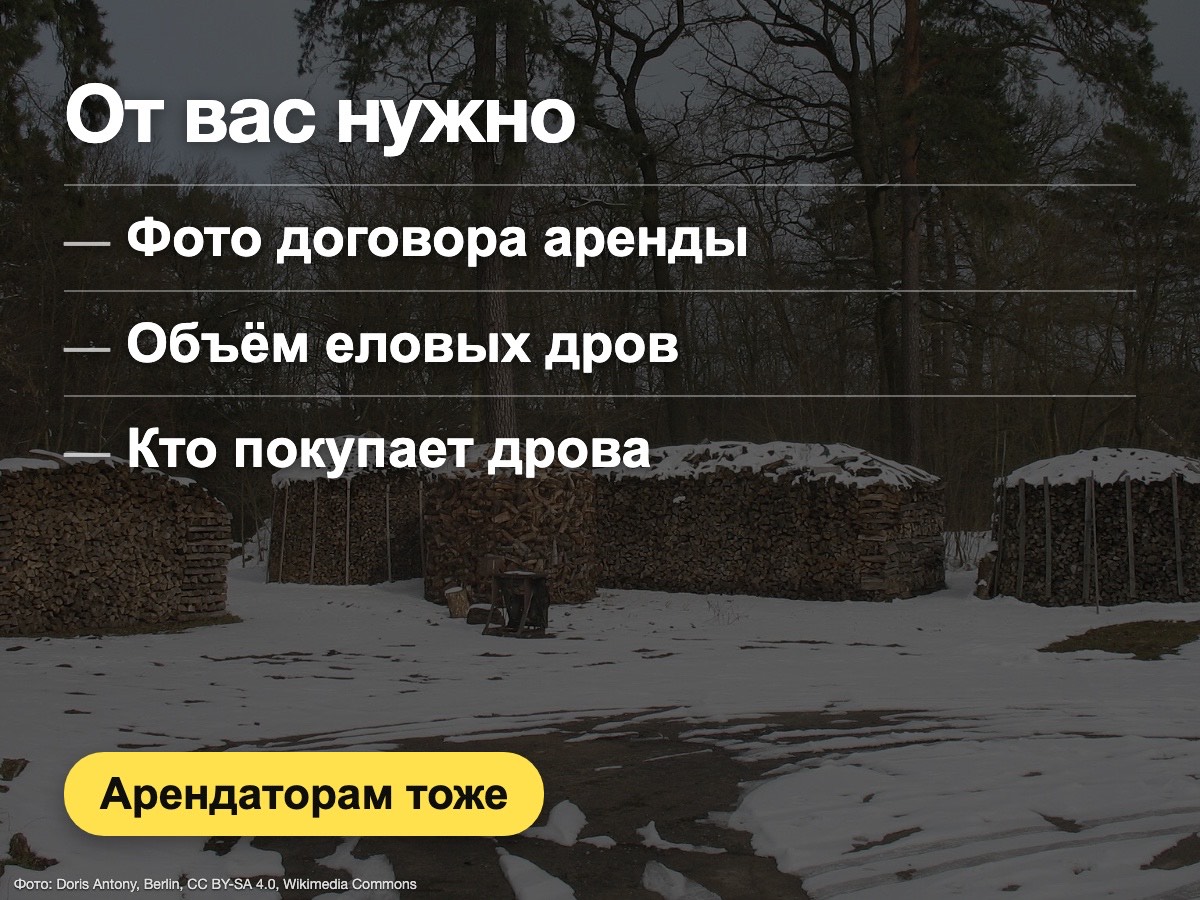 От вас нужно
— Фото договора аренды
— Объём еловых дров
— Кто покупает дрова
Арендаторам тоже
Фото: Doris Antony, Berlin, CC BY-SA 4.0, Wikimedia Commons